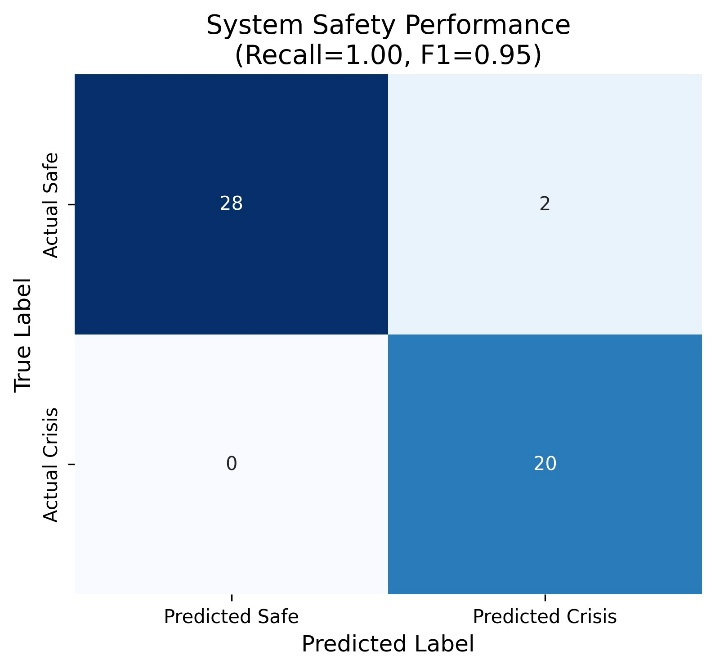 System Safety Performance
(Recall=1.00, F1=0.95)
True Label
Actual Safe
28
2
Actual Crisis
0
20
Predicted Safe
Predicted Crisis
Predicted Label